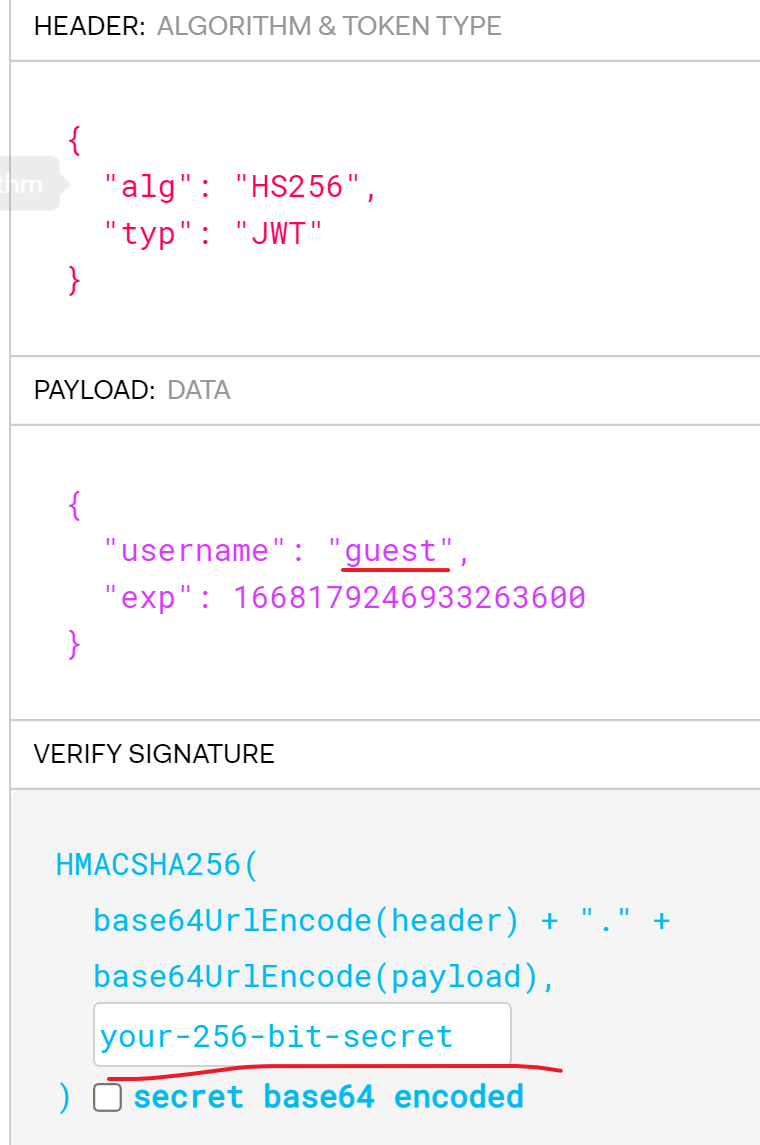 HEADER: ALGORITHM & TOKEN TYPE
{
thm
"alg": "HS256",
"typ": "JWT"
}
PAYLOAD: DATA
{
"username": "guest",
"exp": 1668179246933263600
}
VERIFY SIGNATURE
HMACSHA256(
base64UrlEncode(header) + "." +
base64UrlEncode(payload),
your-256-bit-secret
) secret base64 encoded